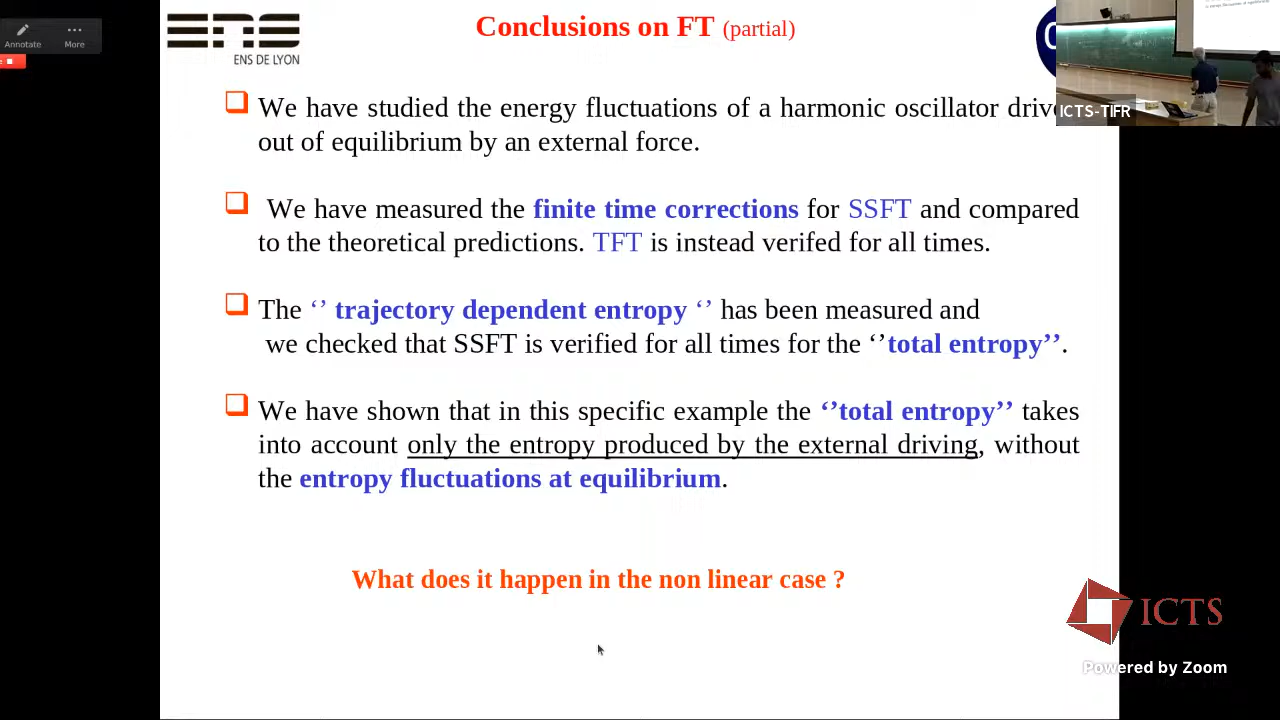 Annotate
More
ENS DE LYON
Conclusions on FT (partial)
ICTS-TIFR
We have studied the energy fluctuations of a harmonic oscillator drive
out of equilibrium by an external force.
We have measured the finite time corrections for SSFT and compared
to the theoretical predictions. TFT is instead verifed for all times.
The ‘’ trajectory dependent entropy ‘’ has been measured and
we checked that SSFT is verified for all times for the ‘’total entropy’’.
We have shown that in this specific example the ‘’total entropy’’ takes
into account only the entropy produced by the external driving, without
the entropy fluctuations at equilibrium.
What does it happen in the non linear case ?
ICTS
Powered by Zoom